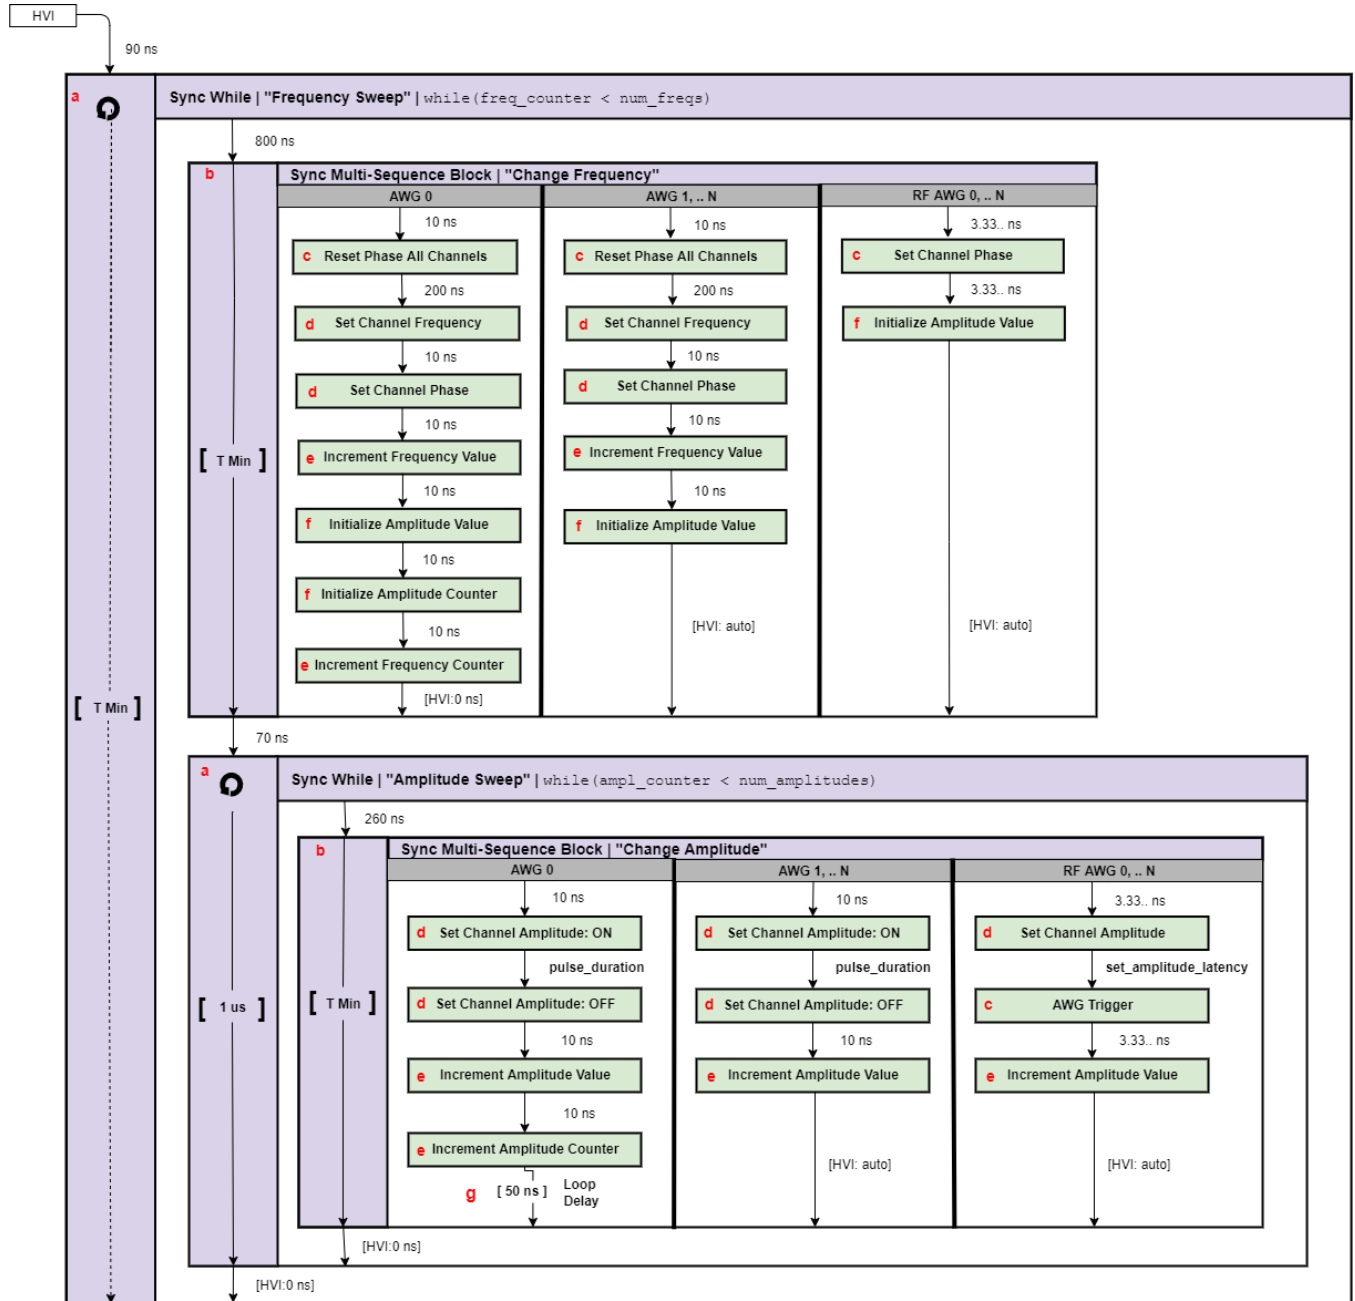 HVI
90 ns
a
Sync While | "Frequency Sweep" | while(freq_counter < num_freqs)
800 ns
b
Sync Multi-Sequence Block | "Change Frequency"
AWG 0
10 ns
c Reset Phase All Channels
200 ns
d Set Channel Frequency
10 ns
d Set Channel Phase
10 ns
e Increment Frequency Value
10 ns
f Initialize Amplitude Value
10 ns
f Initialize Amplitude Counter
10 ns
e Increment Frequency Counter
[HVI:0 ns]
AWG 1, .. N
10 ns
c Reset Phase All Channels
200 ns
d Set Channel Frequency
10 ns
d Set Channel Phase
10 ns
e Increment Frequency Value
10 ns
f Initialize Amplitude Value
[HVI: auto]
RF AWG 0, .. N
3.33.. ns
c Set Channel Phase
3.33.. ns
f Initialize Amplitude Value
[HVI: auto]
[ T Min ]
[ T Min ]
70 ns
a
Sync While | "Amplitude Sweep" | while(ampl_counter < num_amplitudes)
260 ns
b
Sync Multi-Sequence Block | "Change Amplitude"
AWG 0
10 ns
d Set Channel Amplitude: ON
pulse_duration
d Set Channel Amplitude: OFF
10 ns
e Increment Amplitude Value
10 ns
e Increment Amplitude Counter
g [ 50 ns ] Loop
Delay
AWG 1, .. N
10 ns
d Set Channel Amplitude: ON
pulse_duration
d Set Channel Amplitude: OFF
10 ns
e Increment Amplitude Value
[HVI: auto]
RF AWG 0, .. N
3.33.. ns
d Set Channel Amplitude
set_amplitude_latency
c AWG Trigger
3.33.. ns
e Increment Amplitude Value
[HVI: auto]
[ 1 us ]
[ T Min ]
[HVI:0 ns]
[HVI:0 ns]